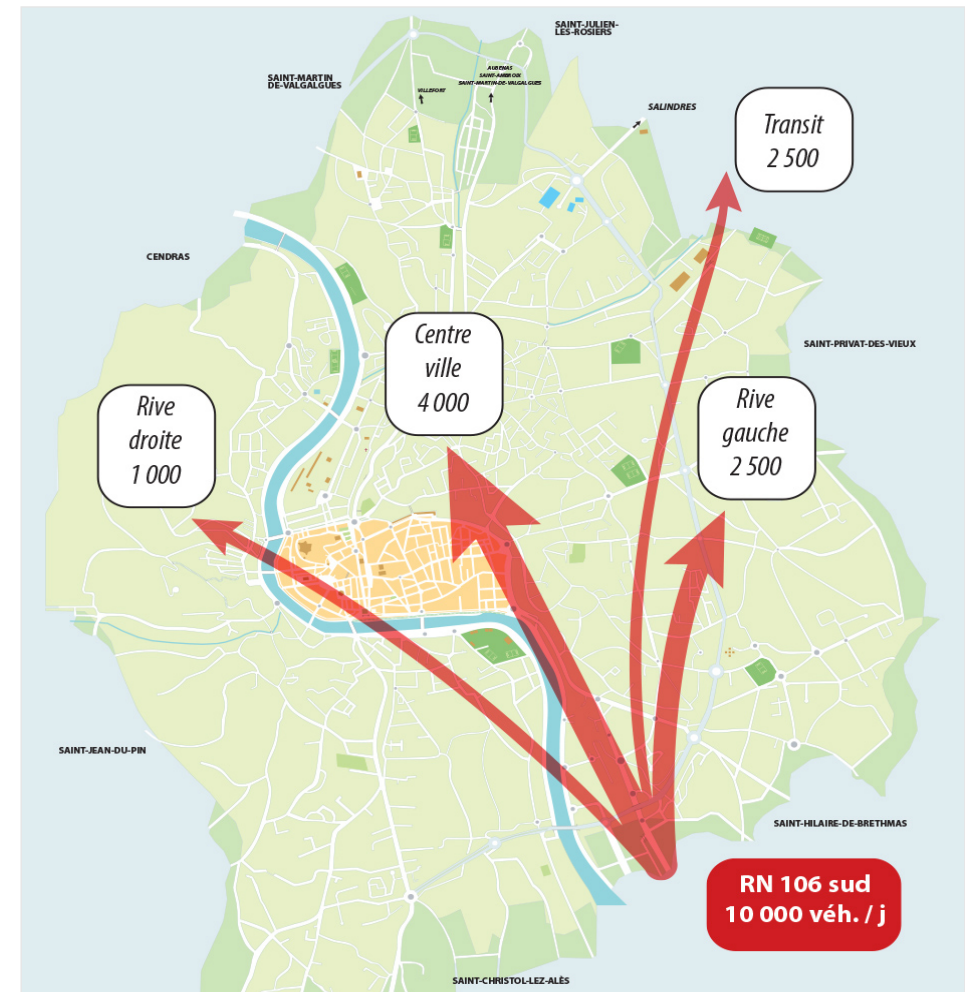 SAINT-JULIEN-
LES-ROSIERS
SAINT-MARTIN
DE-VALGALGUES
AUBENAS
SAINT-AMBROIX
SAINT-MARTIN-DE-VALGALGUES
VILLEFORT
SALINDRES
Transit
2 500
CENDRAS
Centre
ville
4 000
SAINT-PRIVAT-DES-VIEUX
Rive
droite
1 000
Rive
gauche
2 500
SAINT-JEAN-DU-PIN
SAINT-HILAIRE-DE-BRETHMAS
RN 106 sud
10 000 véh. / j
SAINT-CHRISTOL-LEZ-ALÈS